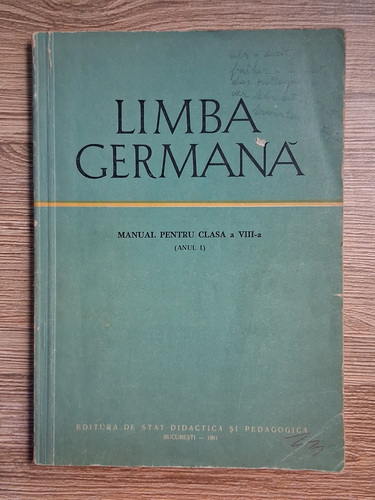 LIMBA
GERMANĂ
MANUAL PENTRU CLASA a VIII-a
(ANUL I)
EDITURA DE STAT DIDACTICĂ ȘI PEDAGOGICĂ
BUCUREȘTI — 1961